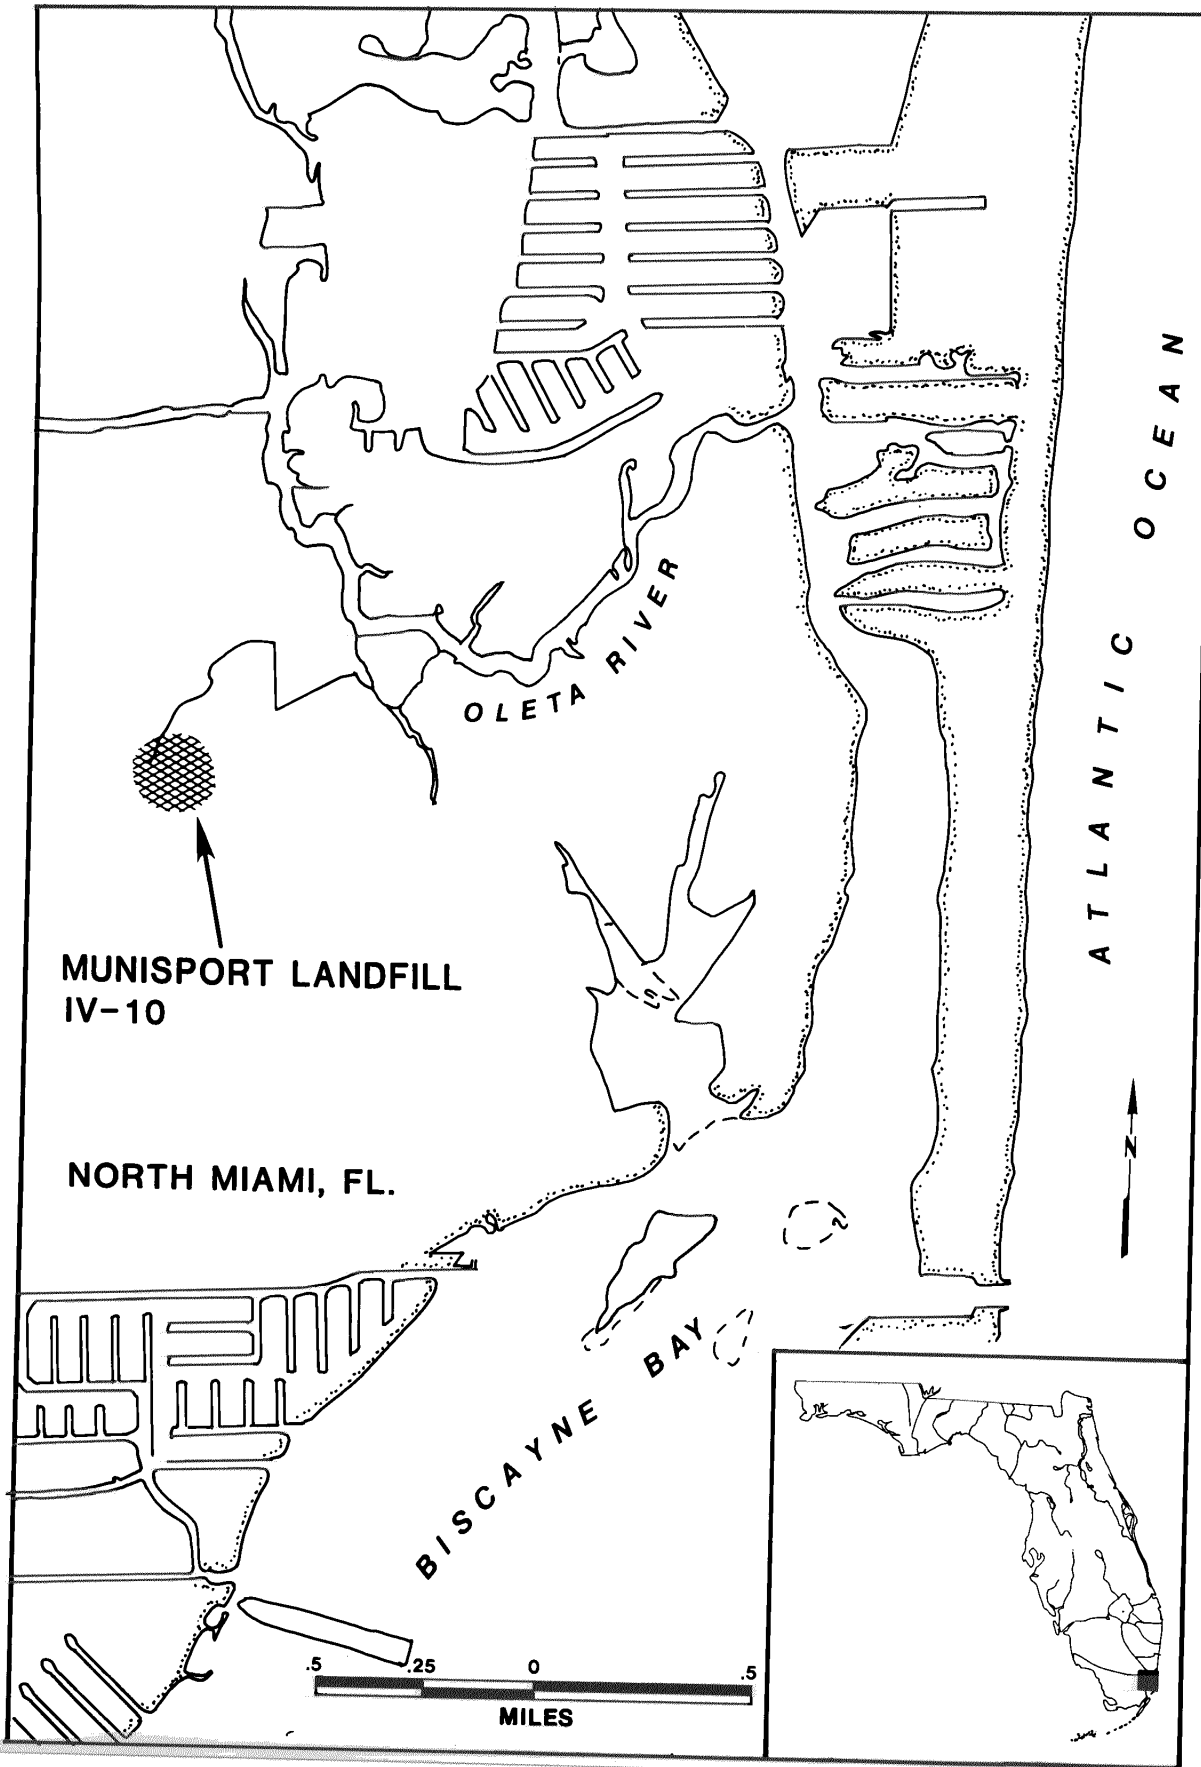 OLETA RIVER
ATLANTIC OCEAN
MUNISPORT LANDFILL
IV-10
N
NORTH MIAMI, FL.
BISCAYNE BAY
.5 .25 0 .5
MILES